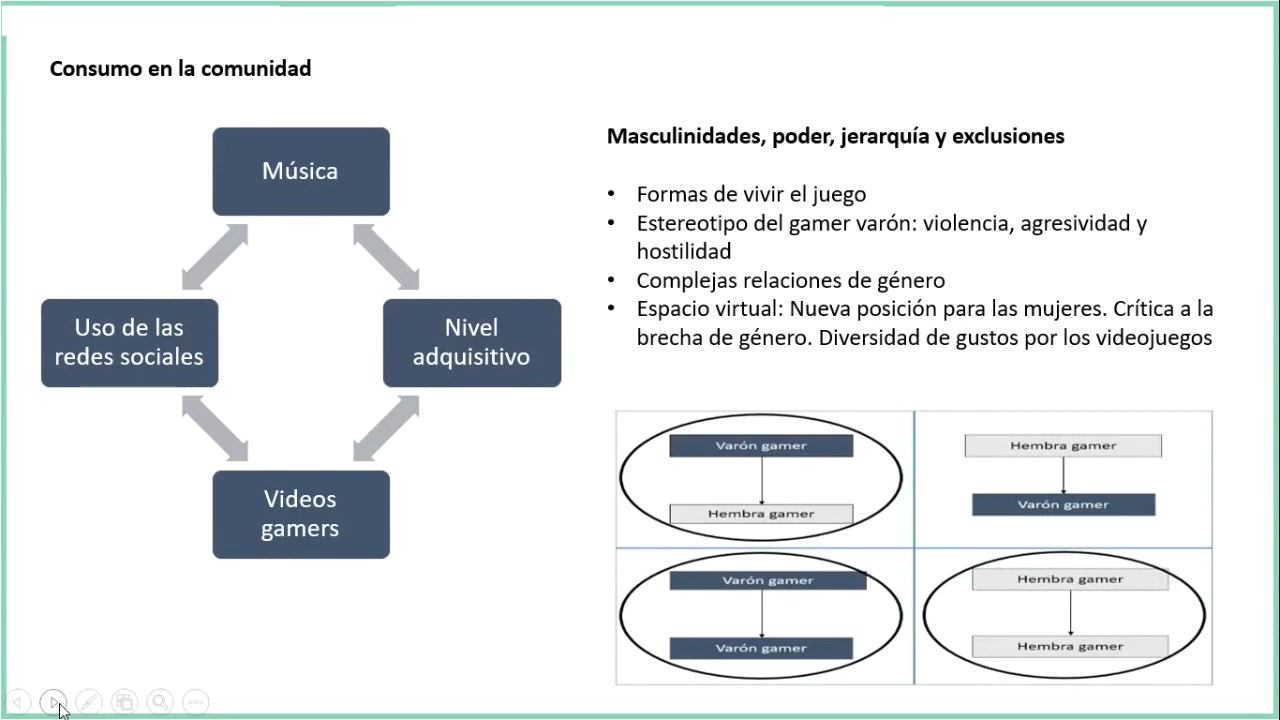 Consumo en la comunidad
Música
Uso de las
redes sociales
Nivel
adquisitivo
Videos
gamers
Masculinidades, poder, jerarquía y exclusiones
• Formas de vivir el juego
• Estereotipo del gamer varón: violencia, agresividad y
hostilidad
• Complejas relaciones de género
• Espacio virtual: Nueva posición para las mujeres. Crítica a la
brecha de género. Diversidad de gustos por los videojuegos
Varón gamer
Hembra gamer
Hembra gamer
Varón gamer
Varón gamer
Varón gamer
Hembra gamer
Hembra gamer